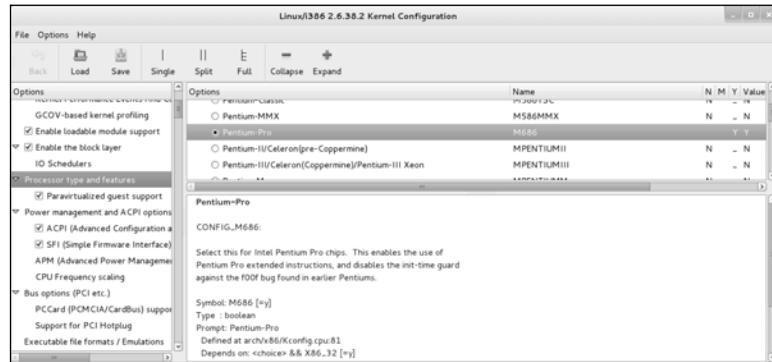 Linux/i386 2.6.38.2 Kernel Configuration
File Options Help
Back Load Save Single Split Full Collapse Expand
Options
GCOV-based kernel profiling
Enable loadable module support
Enable the block layer
IO Schedulers
Processor type and features
Paravirtualized guest support
Power management and ACPI options
ACPI (Advanced Configuration a
SFI (Simple Firmware Interface)
APM (Advanced Power Managemen
CPU Frequency scaling
Bus options (PCI etc.)
PCCard (PCMCIA/CardBus) suppor
Support for PCI Hotplug
Executable file formats / Emulations
Options Name N M Y Value
Pentium-Classic M586TSC N _ N
Pentium-MMX M586MMX N _ N
Pentium-Pro M686 Y Y
Pentium-II/Celeron(pre-Coppermine) MPENTIUMII N _ N
Pentium-III/Celeron(Coppermine)/Pentium-III Xeon MPENTIUMIII N _ N
Pentium-M MPENTIUMM N _ N
Pentium-Pro
CONFIG_M686:
Select this for Intel Pentium Pro chips. This enables the use of
Pentium Pro extended instructions, and disables the init-time guard
against the f00f bug found in earlier Pentiums.
Symbol: M686 [=y]
Type : boolean
Prompt: Pentium-Pro
Defined at arch/x86/Kconfig.cpu:81
Depends on: <choice> && X86_32 [=y]